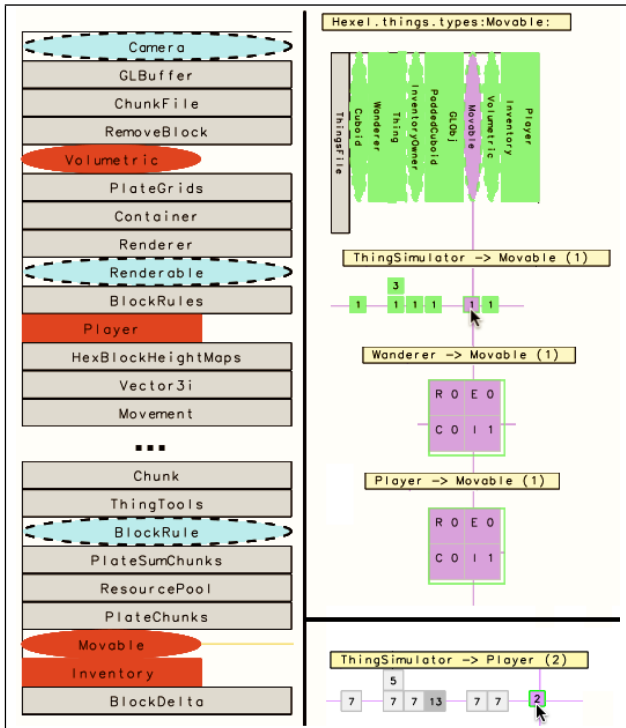 Camera
GLBuffer
ChunkFile
RemoveBlock
Volumetric
PlateGrids
Container
Renderer
Renderable
BlockRules
Player
HexBlockHeightMaps
Vector3i
Movement
...
Chunk
ThingTools
BlockRule
PlateSumChunks
ResourcePool
PlateChunks
Movable
Inventory
BlockDelta
Hexel.things.types:Movable:
ThingsFile
Cuboid
Wanderer
Thing
InventoryOwner
PaddedCuboid
GLObj
Movable
Volumetric
Inventory
Player
ThingSimulator -> Movable (1)
3
1 1 1 1 1 1
Wanderer -> Movable (1)
R 0 E 0
C 0 I 1
Player -> Movable (1)
R 0 E 0
C 0 I 1
ThingSimulator -> Player (2)
5
7 7 7 13 7 7 2